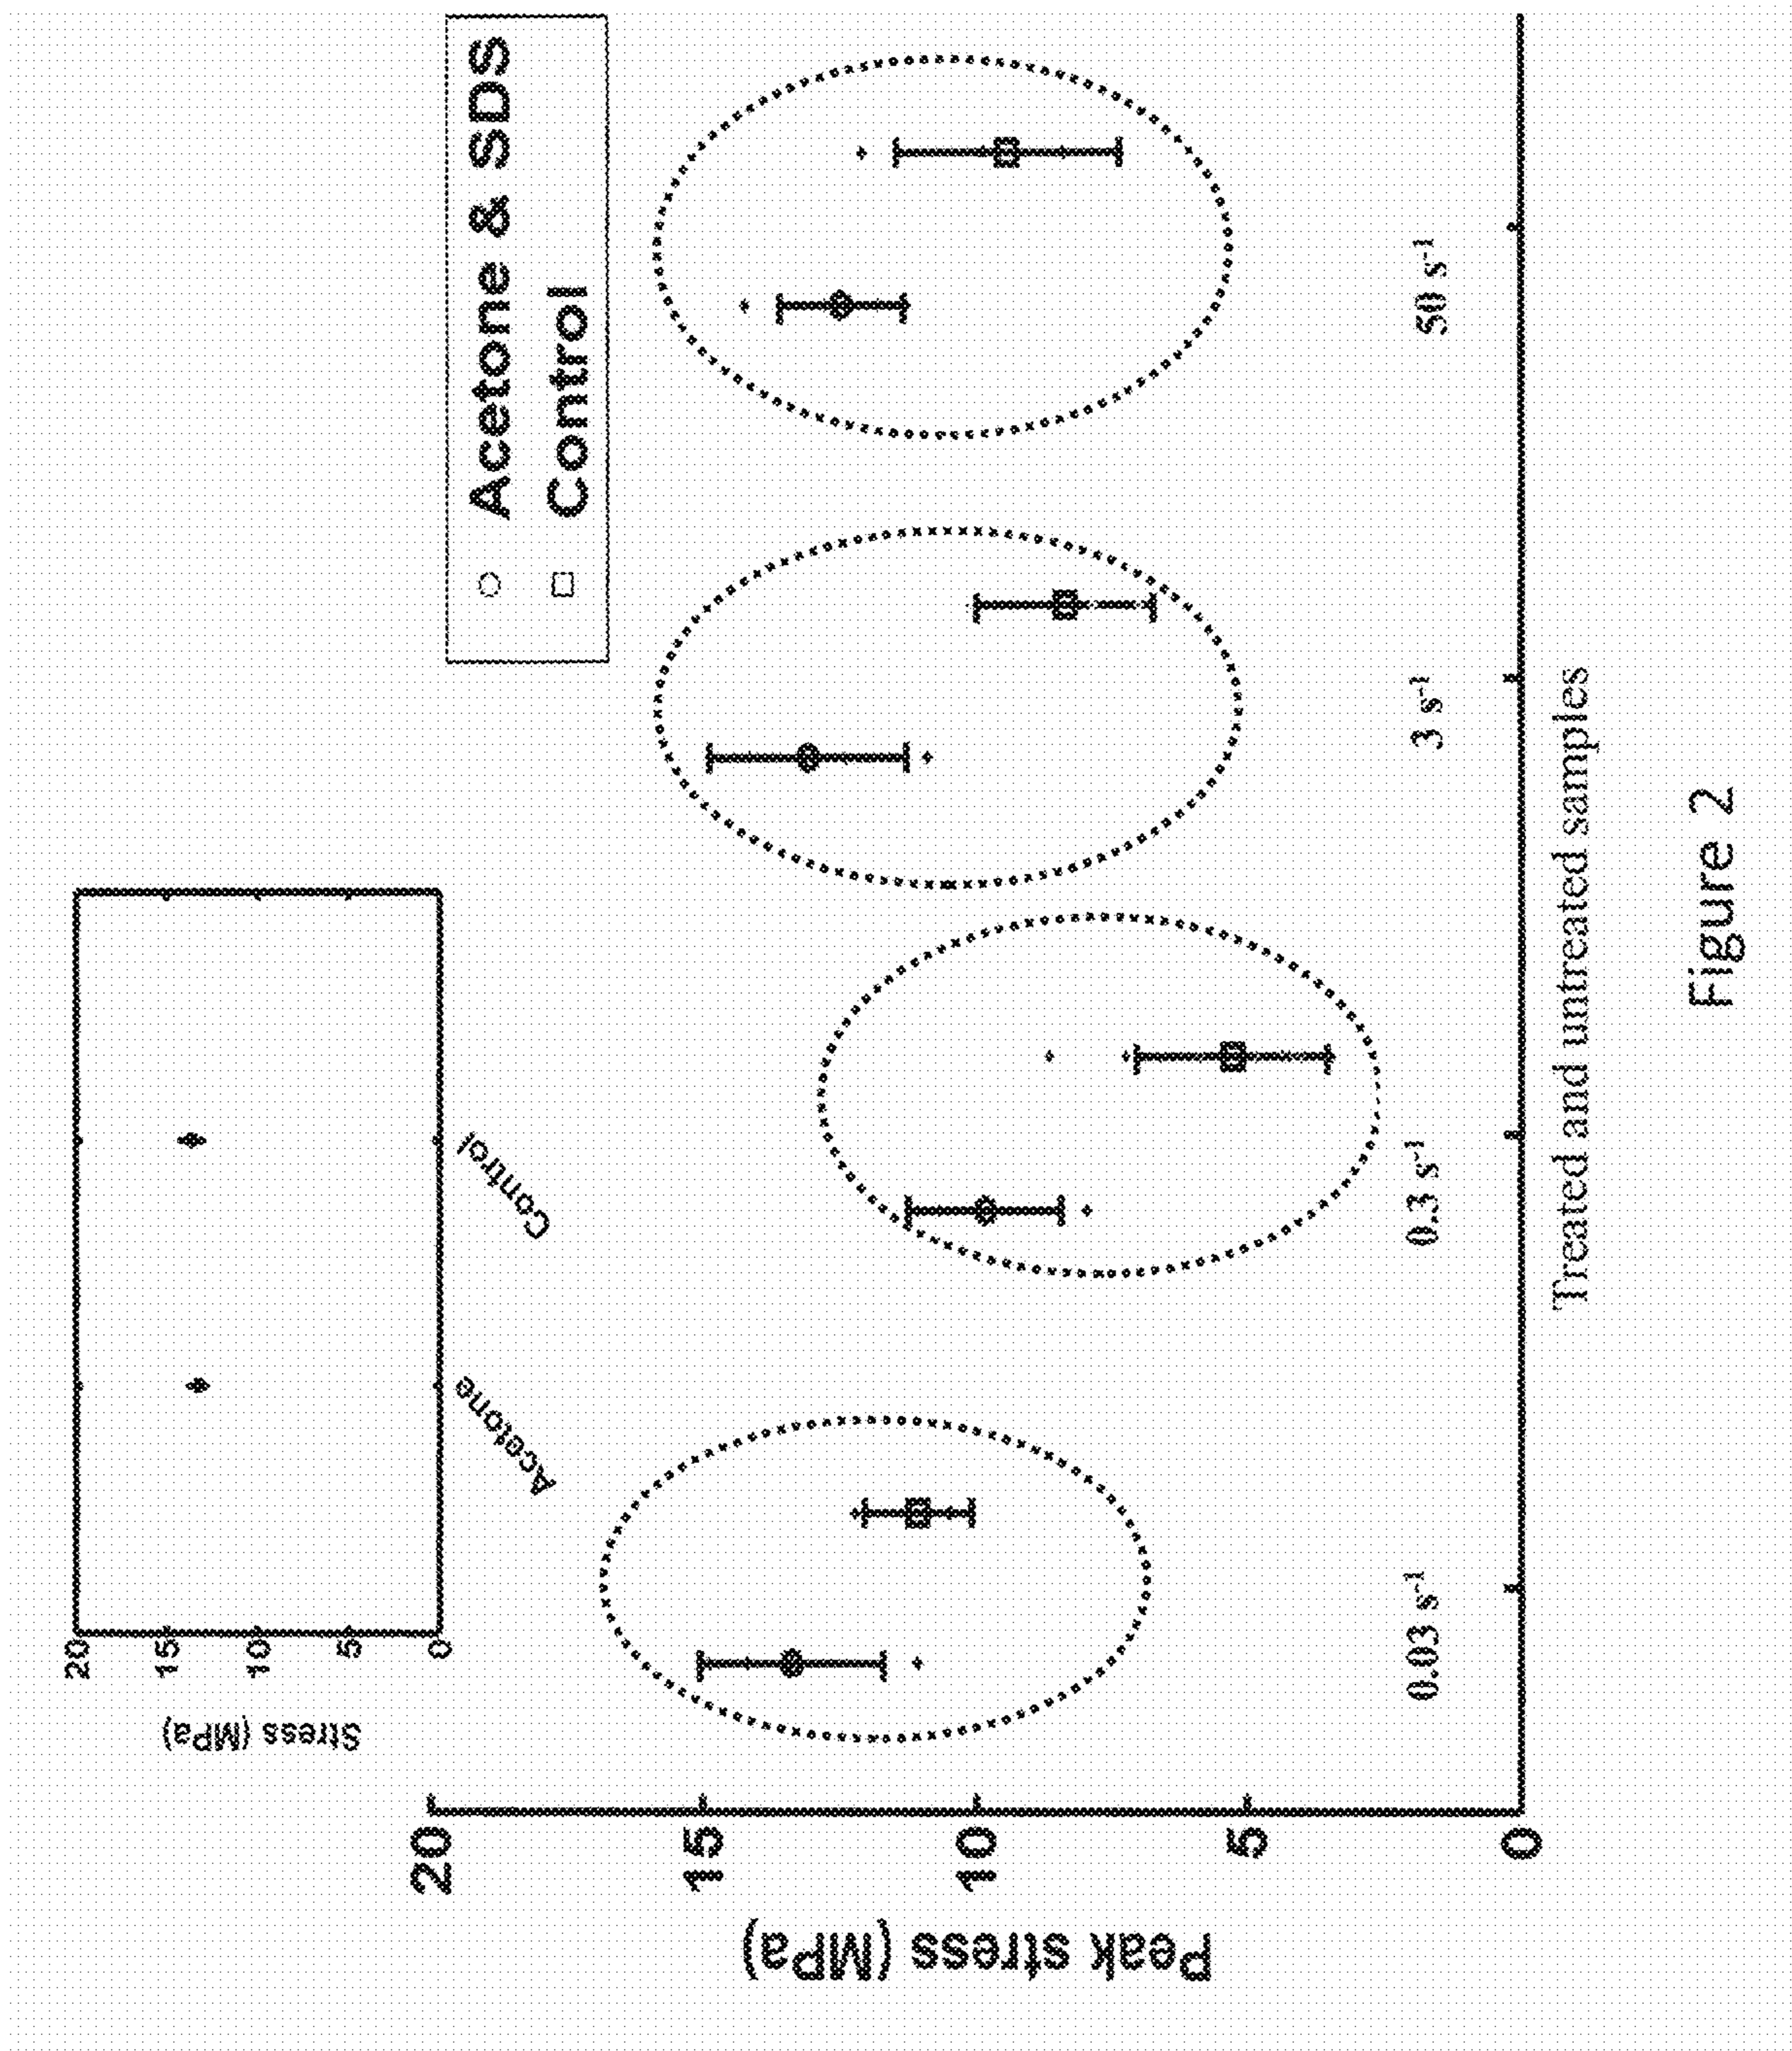 Stress (MPa)
20
15
10
5
0
Acetone
Control
Acetone & SDS
Control
Peak stress (MPa)
20
15
10
5
0
0.03 s⁻¹
0.3 s⁻¹
3 s⁻¹
50 s⁻¹
Treated and untreated samples
Figure 2